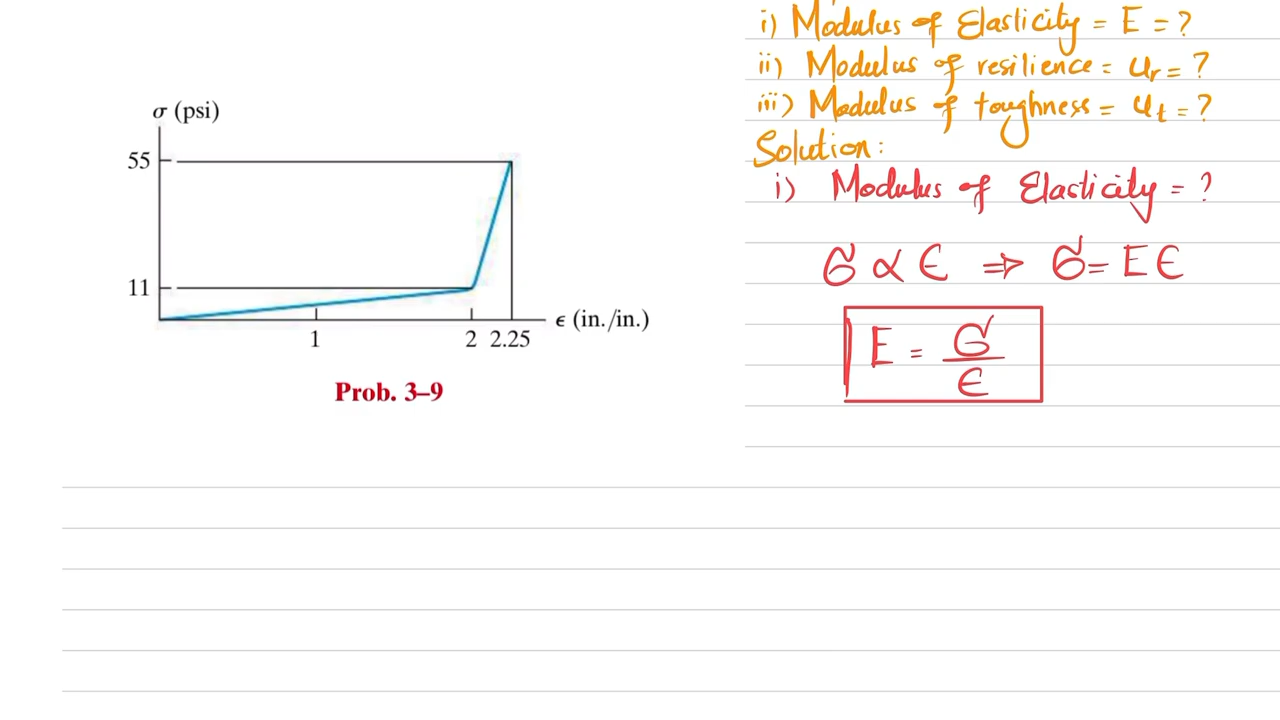 i) Modulus of Elasticity = E = ?
ii) Modulus of resilience = ur = ?
iii) Modulus of toughness = ut = ?
Solution:
i) Modulus of Elasticity = ?
σ ∝ ϵ ⇒ σ = E ϵ
E = σ / ϵ
σ (psi)
55
11
ϵ (in./in.)
1 2 2.25
Prob. 3–9